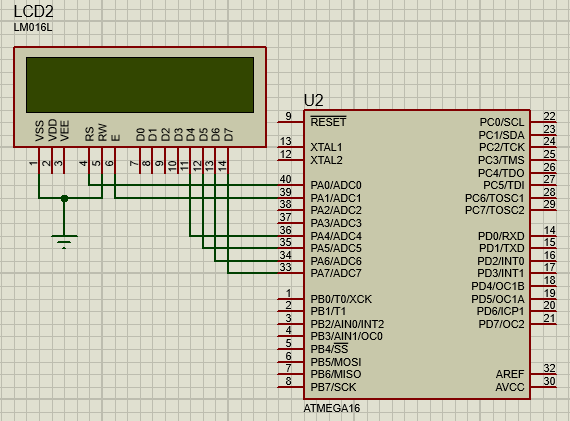 LCD2
LM016L
VSS VDD VEE RS RW E D0 D1 D2 D3 D4 D5 D6 D7
1 2 3 4 5 6 7 8 9 10 11 12 13 14
U2
9 RESET PC0/SCL 22
PC1/SDA 23
13 XTAL1 PC2/TCK 24
12 XTAL2 PC3/TMS 25
PC4/TDO 26
40 PA0/ADC0 PC5/TDI 27
39 PA1/ADC1 PC6/TOSC1 28
38 PA2/ADC2 PC7/TOSC2 29
37 PA3/ADC3
36 PA4/ADC4 PD0/RXD 14
35 PA5/ADC5 PD1/TXD 15
34 PA6/ADC6 PD2/INT0 16
33 PA7/ADC7 PD3/INT1 17
PD4/OC1B 18
1 PB0/T0/XCK PD5/OC1A 19
2 PB1/T1 PD6/ICP1 20
3 PB2/AIN0/INT2 PD7/OC2 21
4 PB3/AIN1/OC0
5 PB4/SS
6 PB5/MOSI
7 PB6/MISO AREF 32
8 PB7/SCK AVCC 30
ATMEGA16